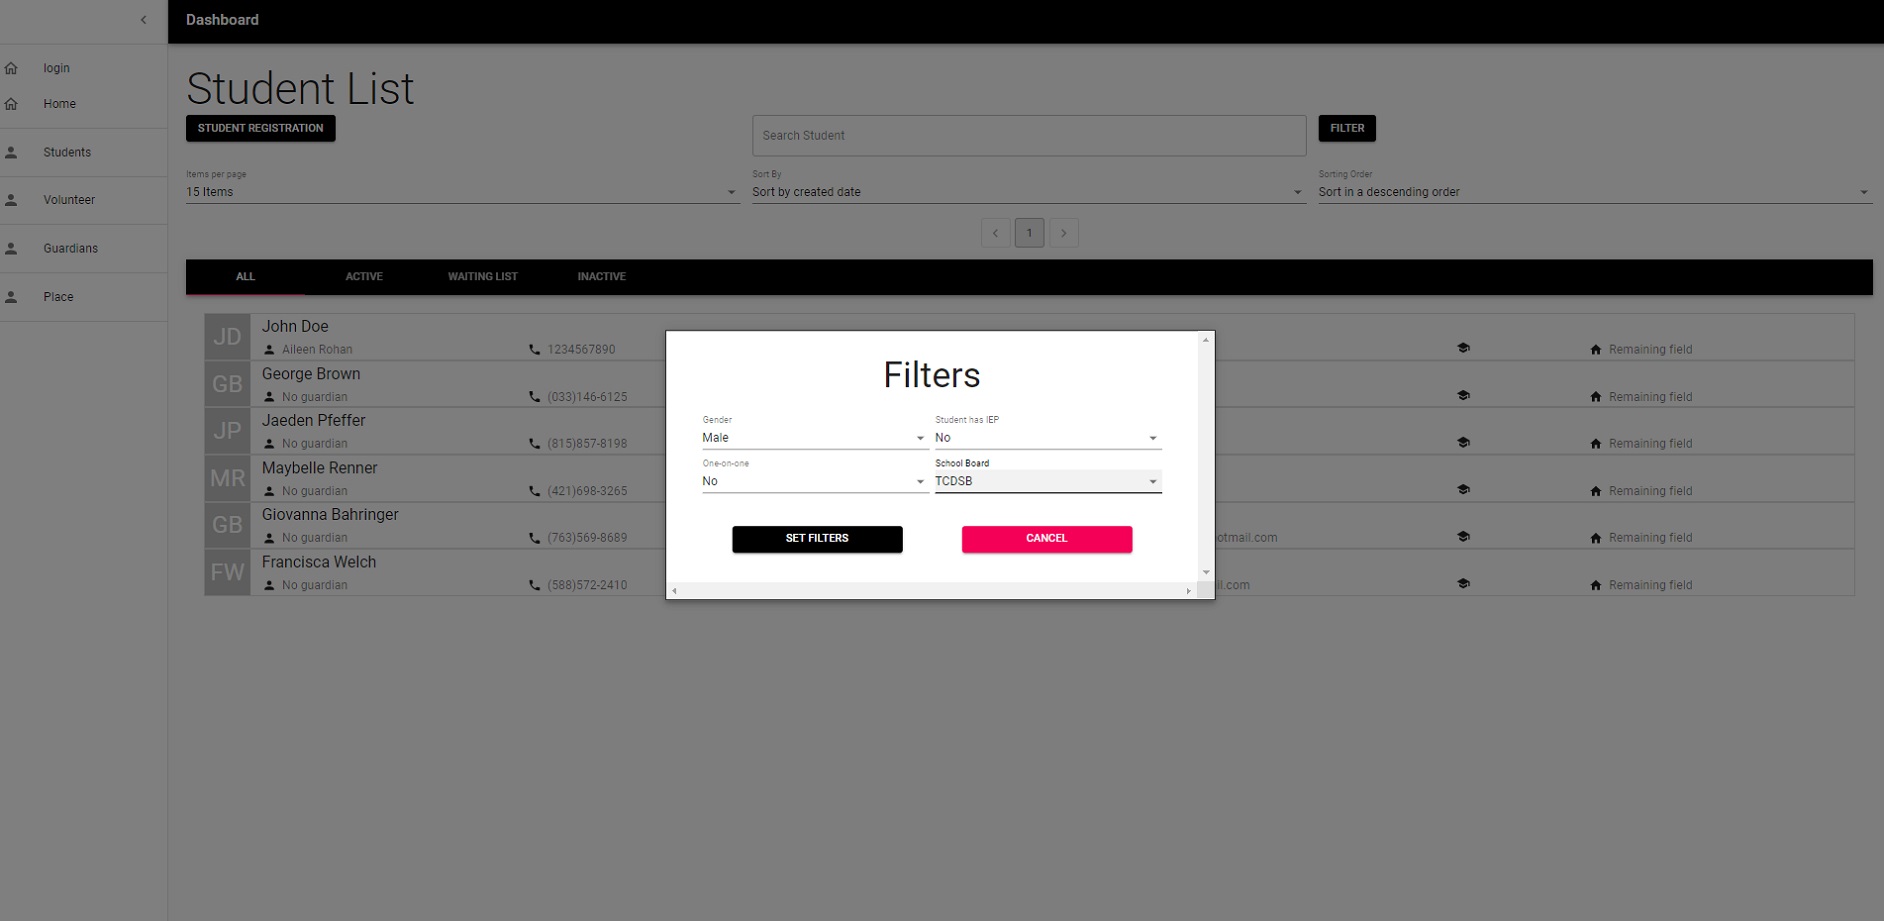 Dashboard
login
Home
Students
Volunteer
Guardians
Place
Student List
STUDENT REGISTRATION
Search Student
FILTER
Items per page
15 Items
Sort By
Sort by created date
Sorting Order
Sort in a descending order
1
ALL ACTIVE WAITING LIST INACTIVE
JD
John Doe
Aileen Rohan 1234567890 Remaining field
GB
George Brown
No guardian (033)146-6125 Remaining field
JP
Jaeden Pfeffer
No guardian (815)857-8198 Remaining field
MR
Maybelle Renner
No guardian (421)698-3265 Remaining field
GB
Giovanna Bahringer
No guardian (763)569-8689 otmail.com Remaining field
FW
Francisca Welch
No guardian (588)572-2410 il.com Remaining field
Filters
Gender
Male
Student has IEP
No
One-on-one
No
School Board
TCDSB
SET FILTERS
CANCEL